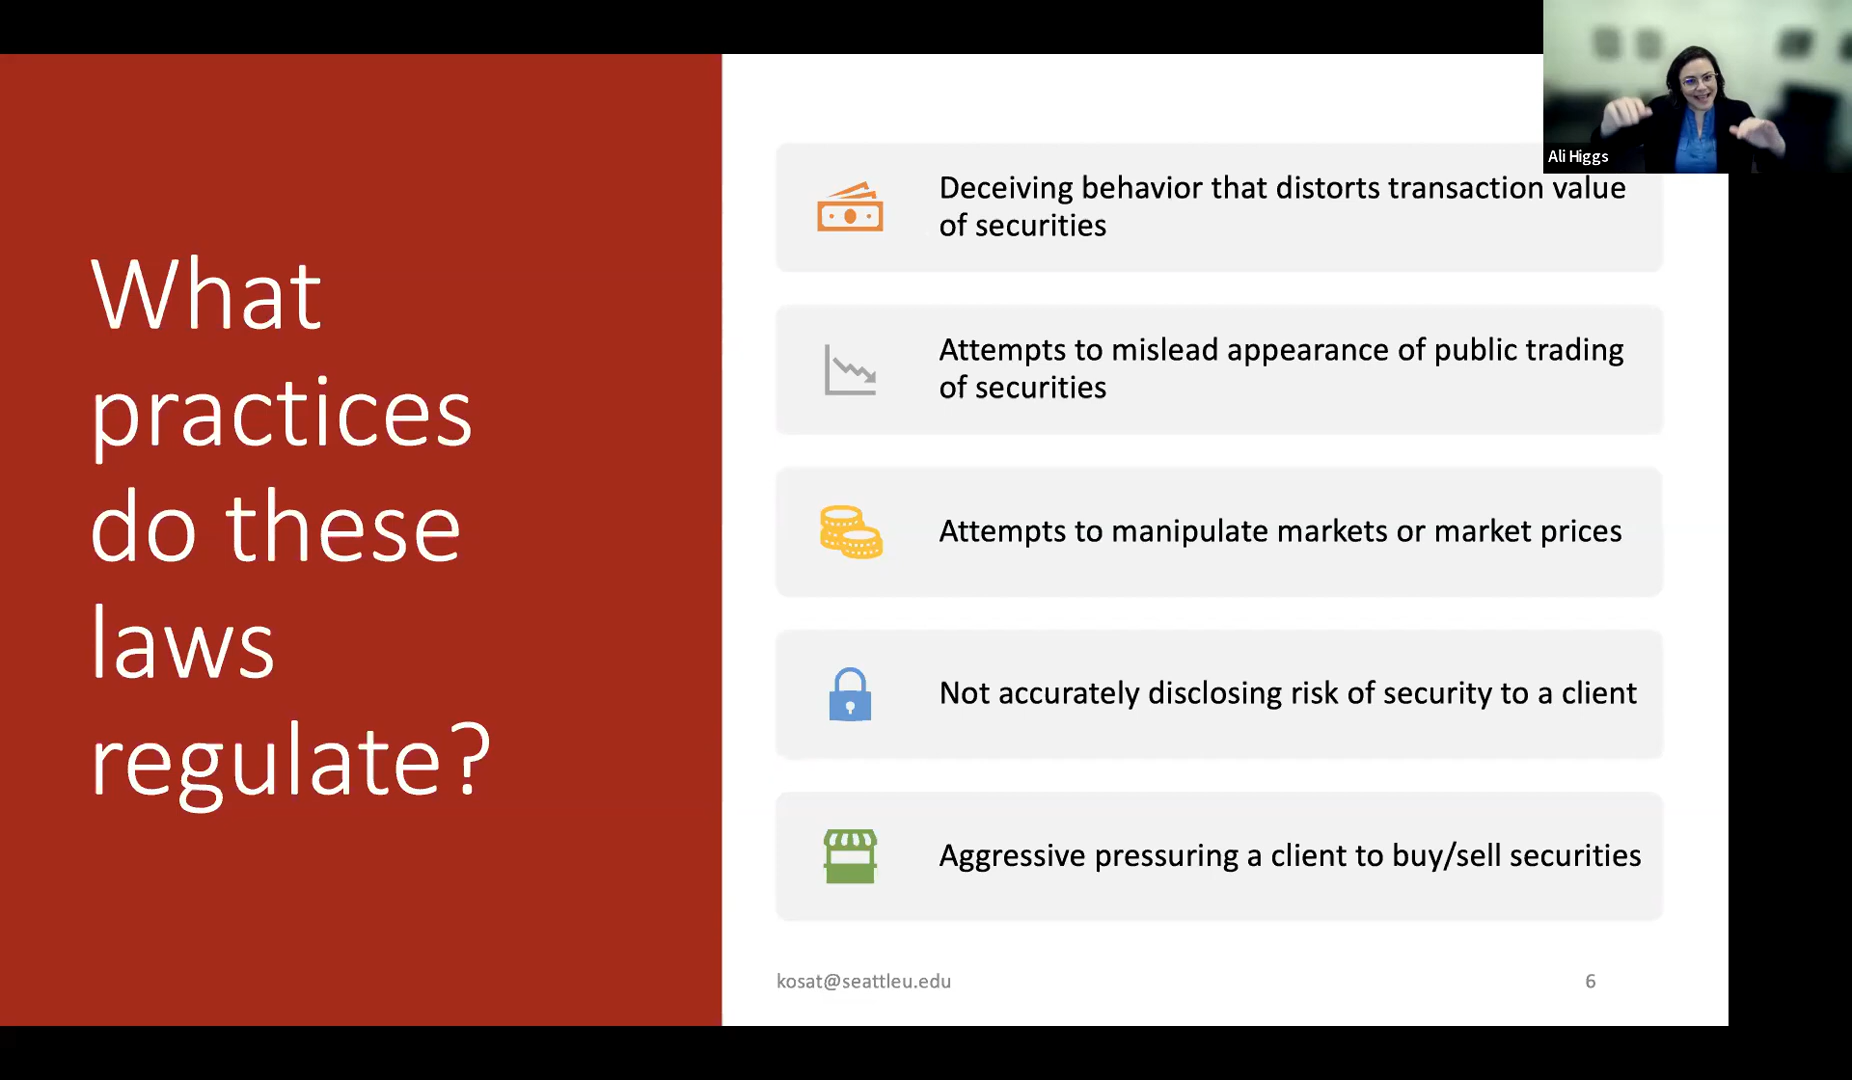 What
practices
do these
laws
regulate?
Ali Higgs
Deceiving behavior that distorts transaction value
of securities
Attempts to mislead appearance of public trading
of securities
Attempts to manipulate markets or market prices
Not accurately disclosing risk of security to a client
Aggressive pressuring a client to buy/sell securities
kosat@seattleu.edu
6